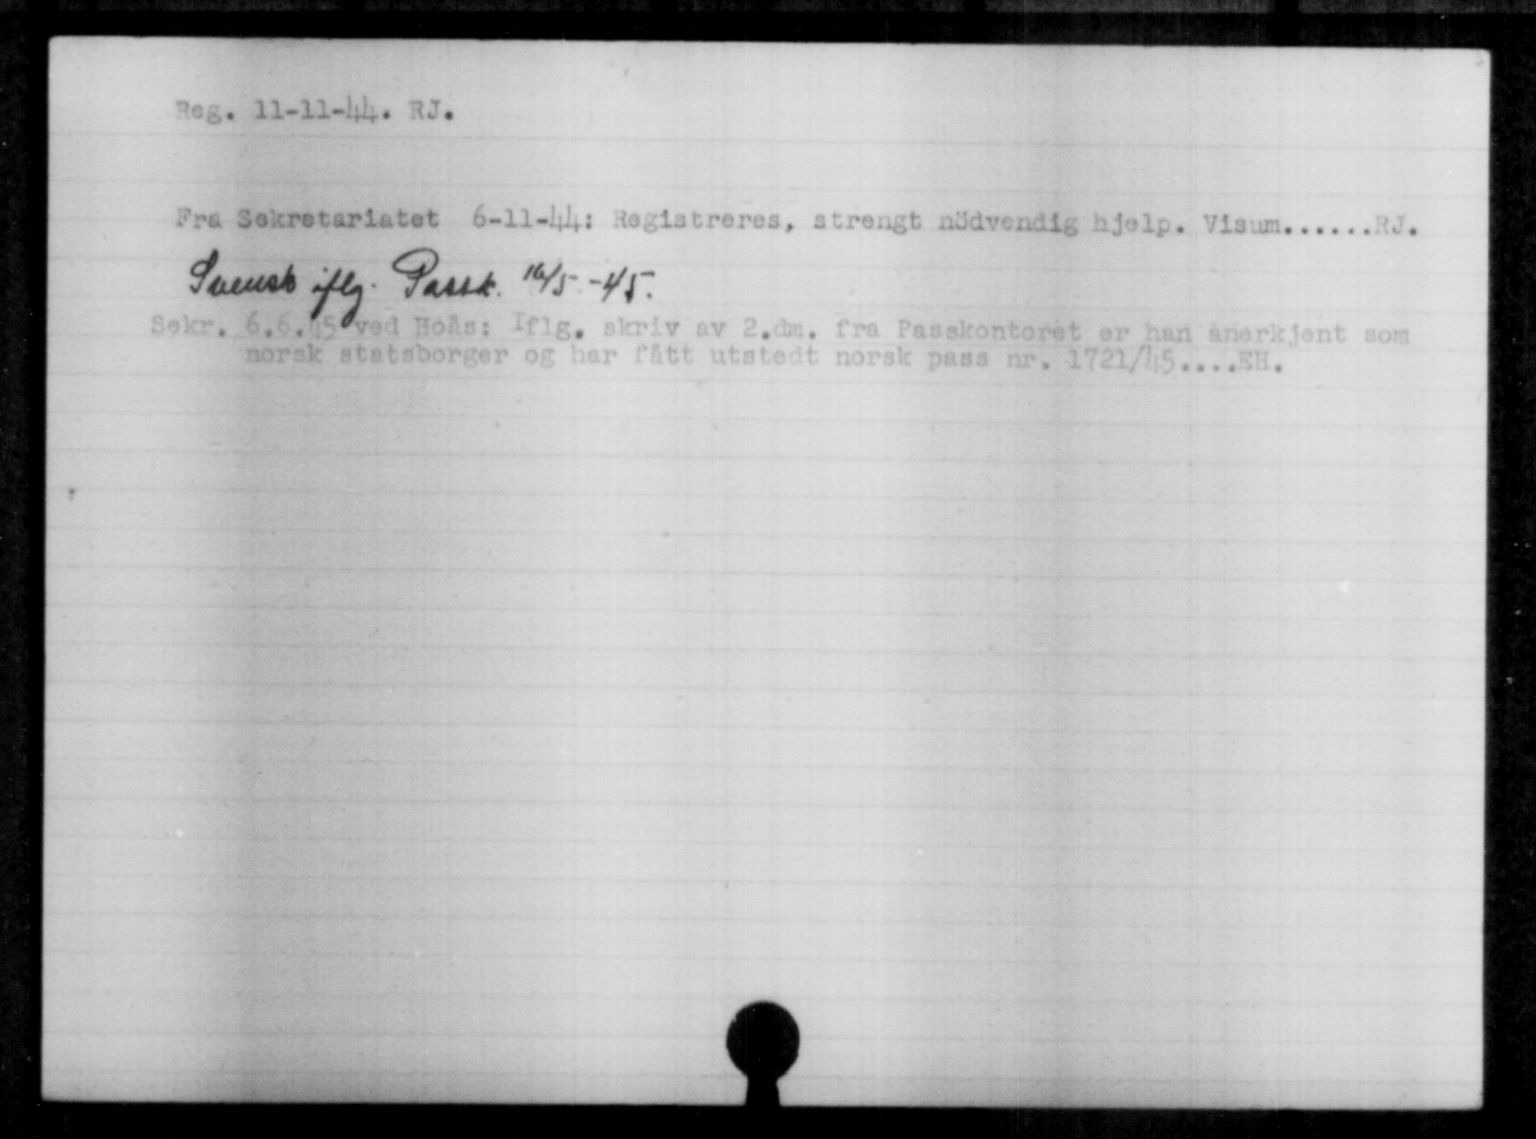 Reg. 11-11-44. RJ.
Fra Sekretariatet 6-11-44: Registreres, strengt nödvendig hjelp. Visum......RJ.
Svensk iflg. Passk. 16/5-45.
Sekr. 6.6.45 ved Hoås: Iflg. skriv av 2.dm. fra Passkontoret er han anerkjent som
norsk statsborger og har fått utstedt norsk pass nr. 1721/45....EH.